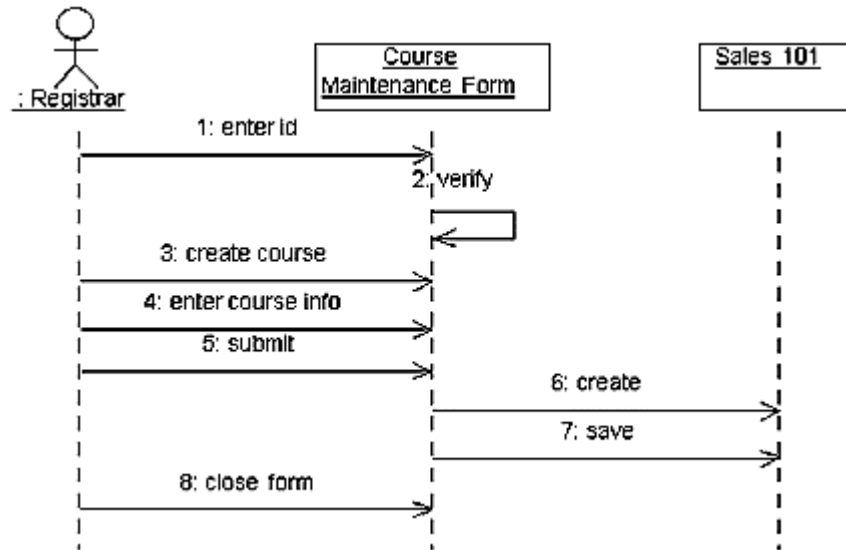 : Registrar
Course
Maintenance Form
Sales 101
1: enter id
2: verify
3: create course
4: enter course info
5: submit
6: create
7: save
8: close form